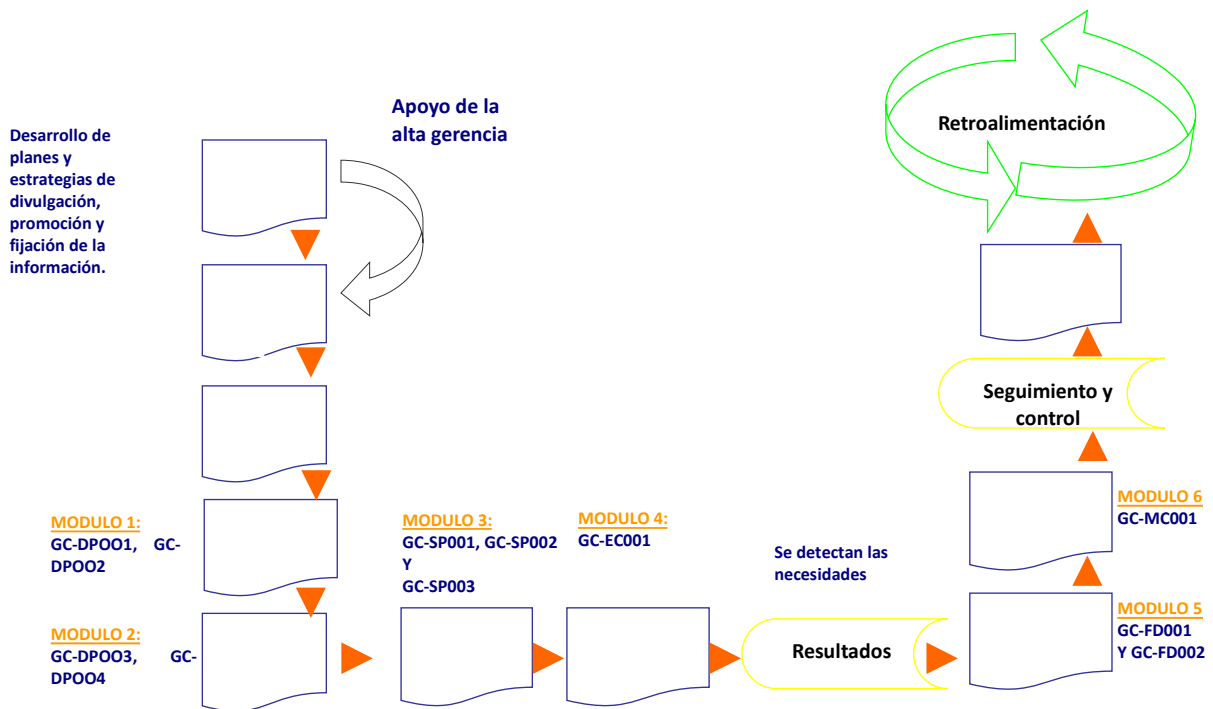 Desarrollo de
planes y
estrategias de
divulgación,
promoción y
fijación de la
información.
Apoyo de la
alta gerencia
Retroalimentación
Seguimiento y
control
MODULO 1:
GC-DPOO1, GC-
DPOO2
MODULO 3:
GC-SP001, GC-SP002
Y
GC-SP003
MODULO 4:
GC-EC001
Se detectan las
necesidades
MODULO 6
GC-MC001
MODULO 2:
GC-DPOO3, GC-
DPOO4
Resultados
MODULO 5
GC-FD001
Y GC-FD002